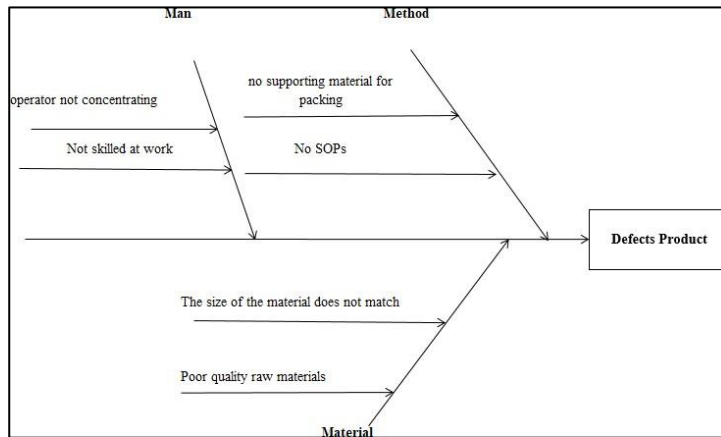 Man
Method
operator not concentrating
Not skilled at work
no supporting material for
packing
No SOPs
Defects Product
The size of the material does not match
Poor quality raw materials
Material